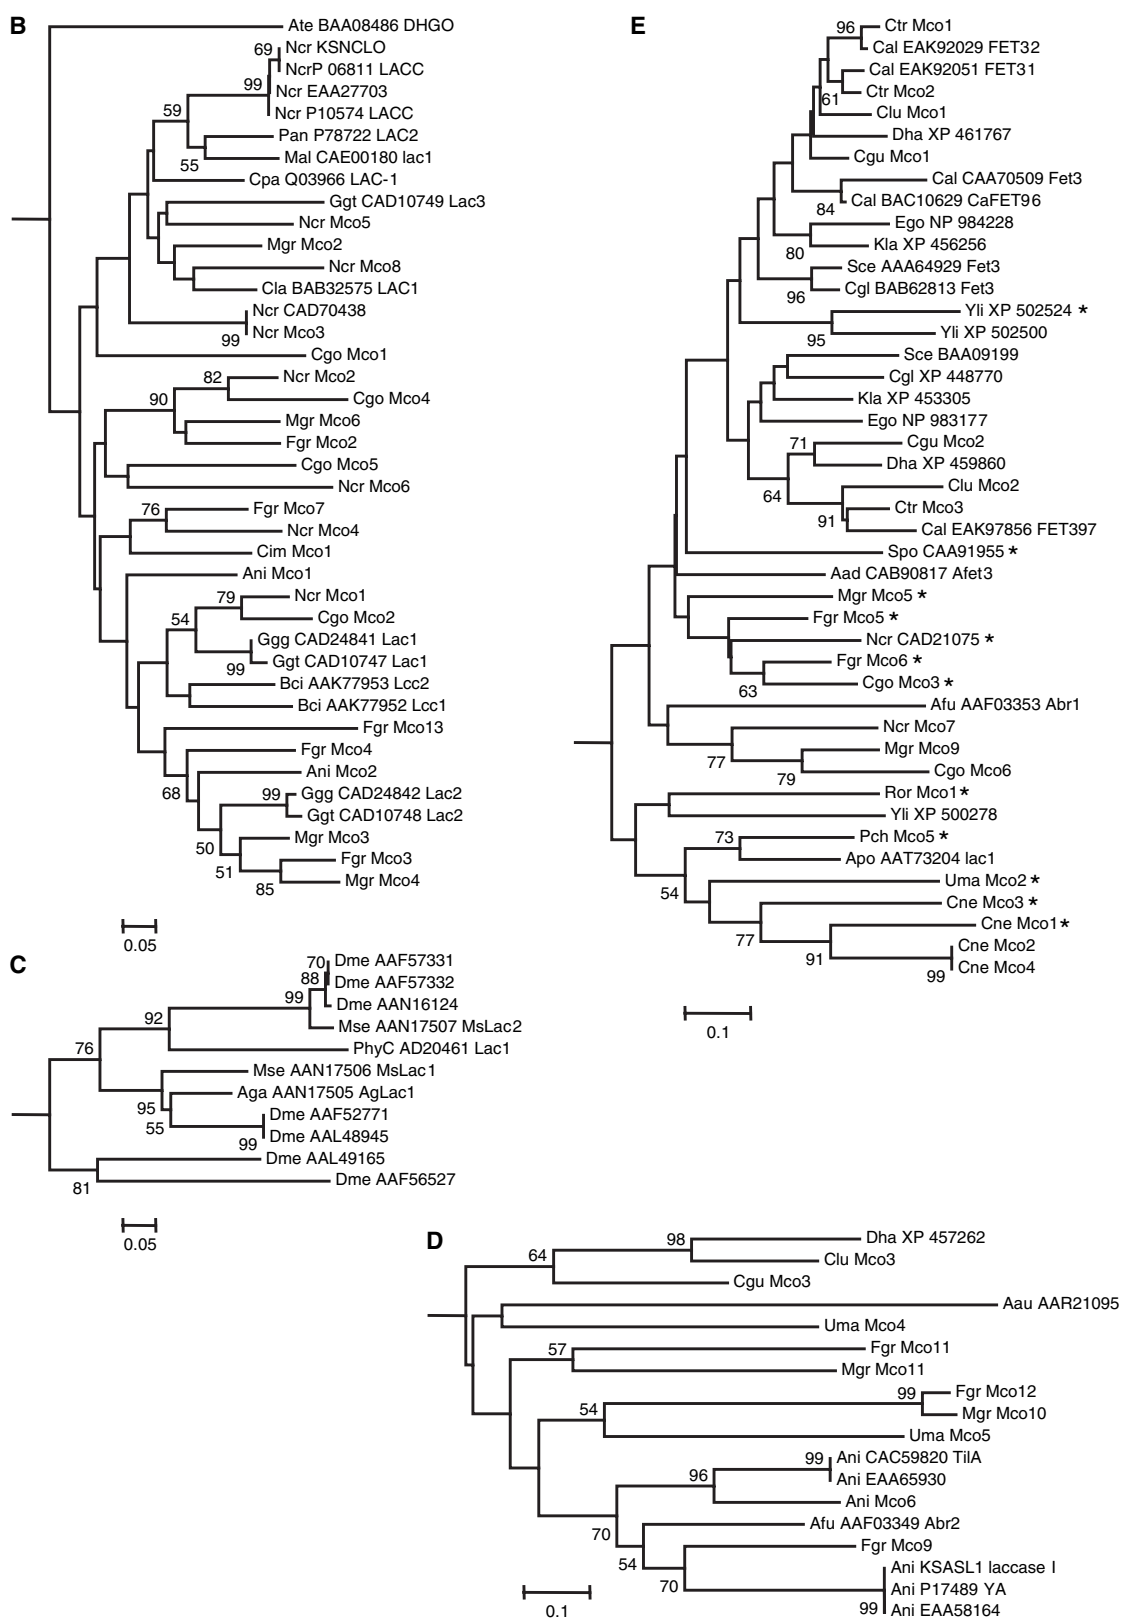 B
Ate BAA08486 DHGO
69
Ncr KSNCLO
NcrP 06811 LACC
99
Ncr EAA27703
Ncr P10574 LACC
59
Pan P78722 LAC2
Mal CAE00180 lac1
55
Cpa Q03966 LAC-1
Ggt CAD10749 Lac3
Ncr Mco5
Mgr Mco2
Ncr Mco8
Cla BAB32575 LAC1
Ncr CAD70438
Ncr Mco3
99
Cgo Mco1
82
Ncr Mco2
90
Cgo Mco4
Mgr Mco6
Fgr Mco2
Cgo Mco5
Ncr Mco6
76
Fgr Mco7
Ncr Mco4
Cim Mco1
Ani Mco1
79
Ncr Mco1
54
Cgo Mco2
Ggg CAD24841 Lac1
99
Ggt CAD10747 Lac1
Bci AAK77953 Lcc2
Bci AAK77952 Lcc1
Fgr Mco13
Fgr Mco4
Ani Mco2
68
99
Ggg CAD24842 Lac2
Ggt CAD10748 Lac2
Mgr Mco3
50
Fgr Mco3
51
Mgr Mco4
85
0.05
C
70
Dme AAF57331
88
Dme AAF57332
99
Dme AAN16124
92
Mse AAN17507 MsLac2
76
PhyC AD20461 Lac1
Mse AAN17506 MsLac1
95
Aga AAN17505 AgLac1
55
Dme AAF52771
Dme AAL48945
99
Dme AAL49165
Dme AAF56527
81
0.05
D
98
Dha XP 457262
64
Clu Mco3
Cgu Mco3
Aau AAR21095
Uma Mco4
57
Fgr Mco11
Mgr Mco11
99
Fgr Mco12
54
Mgr Mco10
Uma Mco5
99
Ani CAC59820 TilA
96
Ani EAA65930
Ani Mco6
70
Afu AAF03349 Abr2
54
Fgr Mco9
70
Ani KSASL1 laccase I
Ani P17489 YA
99
Ani EAA58164
0.1
E
96
Ctr Mco1
Cal EAK92029 FET32
Cal EAK92051 FET31
61
Ctr Mco2
Clu Mco1
Dha XP 461767
Cgu Mco1
Cal CAA70509 Fet3
84
Cal BAC10629 CaFET96
Ego NP 984228
80
Kla XP 456256
Sce AAA64929 Fet3
96
Cgl BAB62813 Fet3
Yli XP 502524 *
95
Yli XP 502500
Sce BAA09199
Cgl XP 448770
Kla XP 453305
Ego NP 983177
71
Cgu Mco2
Dha XP 459860
64
Clu Mco2
91
Ctr Mco3
Cal EAK97856 FET397
Spo CAA91955 *
Aad CAB90817 Afet3
Mgr Mco5 *
Fgr Mco5 *
Ncr CAD21075 *
Fgr Mco6 *
63
Cgo Mco3 *
Afu AAF03353 Abr1
Ncr Mco7
77
Mgr Mco9
79
Cgo Mco6
Ror Mco1 *
Yli XP 500278
73
Pch Mco5 *
Apo AAT73204 lac1
54
Uma Mco2 *
Cne Mco3 *
77
Cne Mco1 *
91
Cne Mco2
99
Cne Mco4
0.1